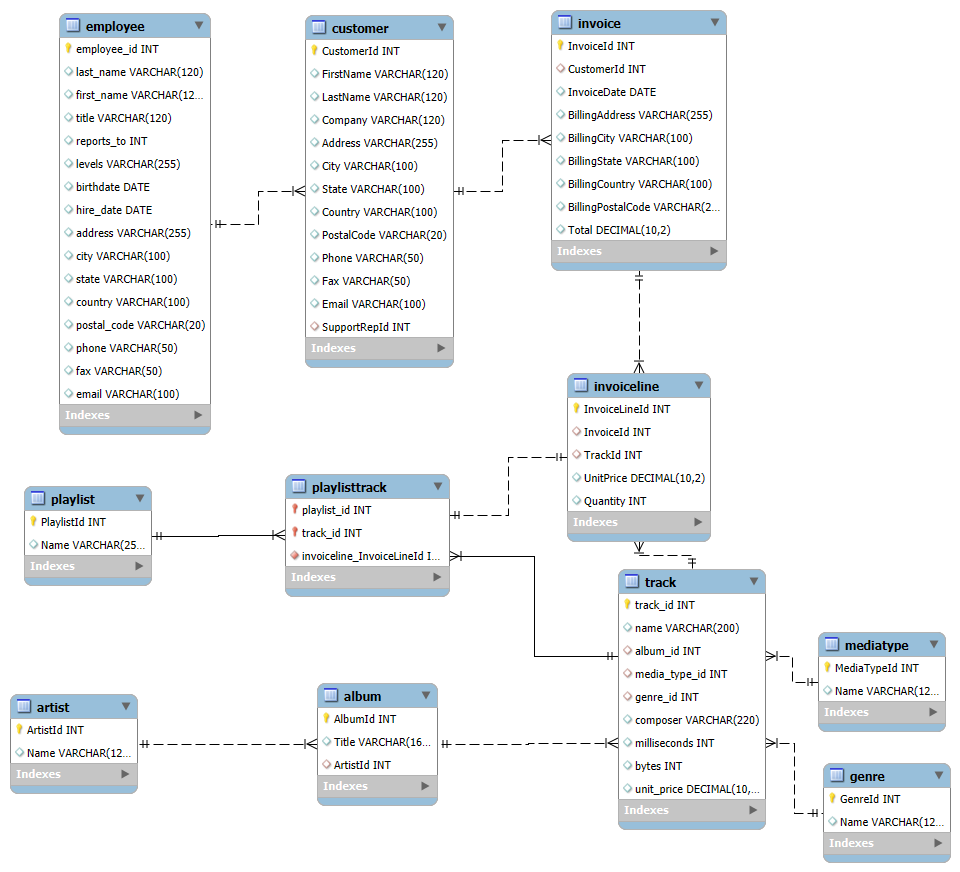 employee
employee_id INT
last_name VARCHAR(120)
first_name VARCHAR(12...
title VARCHAR(120)
reports_to INT
levels VARCHAR(255)
birthdate DATE
hire_date DATE
address VARCHAR(255)
city VARCHAR(100)
state VARCHAR(100)
country VARCHAR(100)
postal_code VARCHAR(20)
phone VARCHAR(50)
fax VARCHAR(50)
email VARCHAR(100)
Indexes
customer
CustomerId INT
FirstName VARCHAR(120)
LastName VARCHAR(120)
Company VARCHAR(120)
Address VARCHAR(255)
City VARCHAR(100)
State VARCHAR(100)
Country VARCHAR(100)
PostalCode VARCHAR(20)
Phone VARCHAR(50)
Fax VARCHAR(50)
Email VARCHAR(100)
SupportRepId INT
Indexes
invoice
InvoiceId INT
CustomerId INT
InvoiceDate DATE
BillingAddress VARCHAR(255)
BillingCity VARCHAR(100)
BillingState VARCHAR(100)
BillingCountry VARCHAR(100)
BillingPostalCode VARCHAR(2...
Total DECIMAL(10,2)
Indexes
invoiceline
InvoiceLineId INT
InvoiceId INT
TrackId INT
UnitPrice DECIMAL(10,2)
Quantity INT
Indexes
playlist
PlaylistId INT
Name VARCHAR(25...
Indexes
playlisttrack
playlist_id INT
track_id INT
invoiceline_InvoiceLineId I...
Indexes
track
track_id INT
name VARCHAR(200)
album_id INT
media_type_id INT
genre_id INT
composer VARCHAR(220)
milliseconds INT
bytes INT
unit_price DECIMAL(10,...
Indexes
mediatype
MediaTypeId INT
Name VARCHAR(12...
Indexes
artist
ArtistId INT
Name VARCHAR(12...
Indexes
album
AlbumId INT
Title VARCHAR(16...
ArtistId INT
Indexes
genre
GenreId INT
Name VARCHAR(12...
Indexes